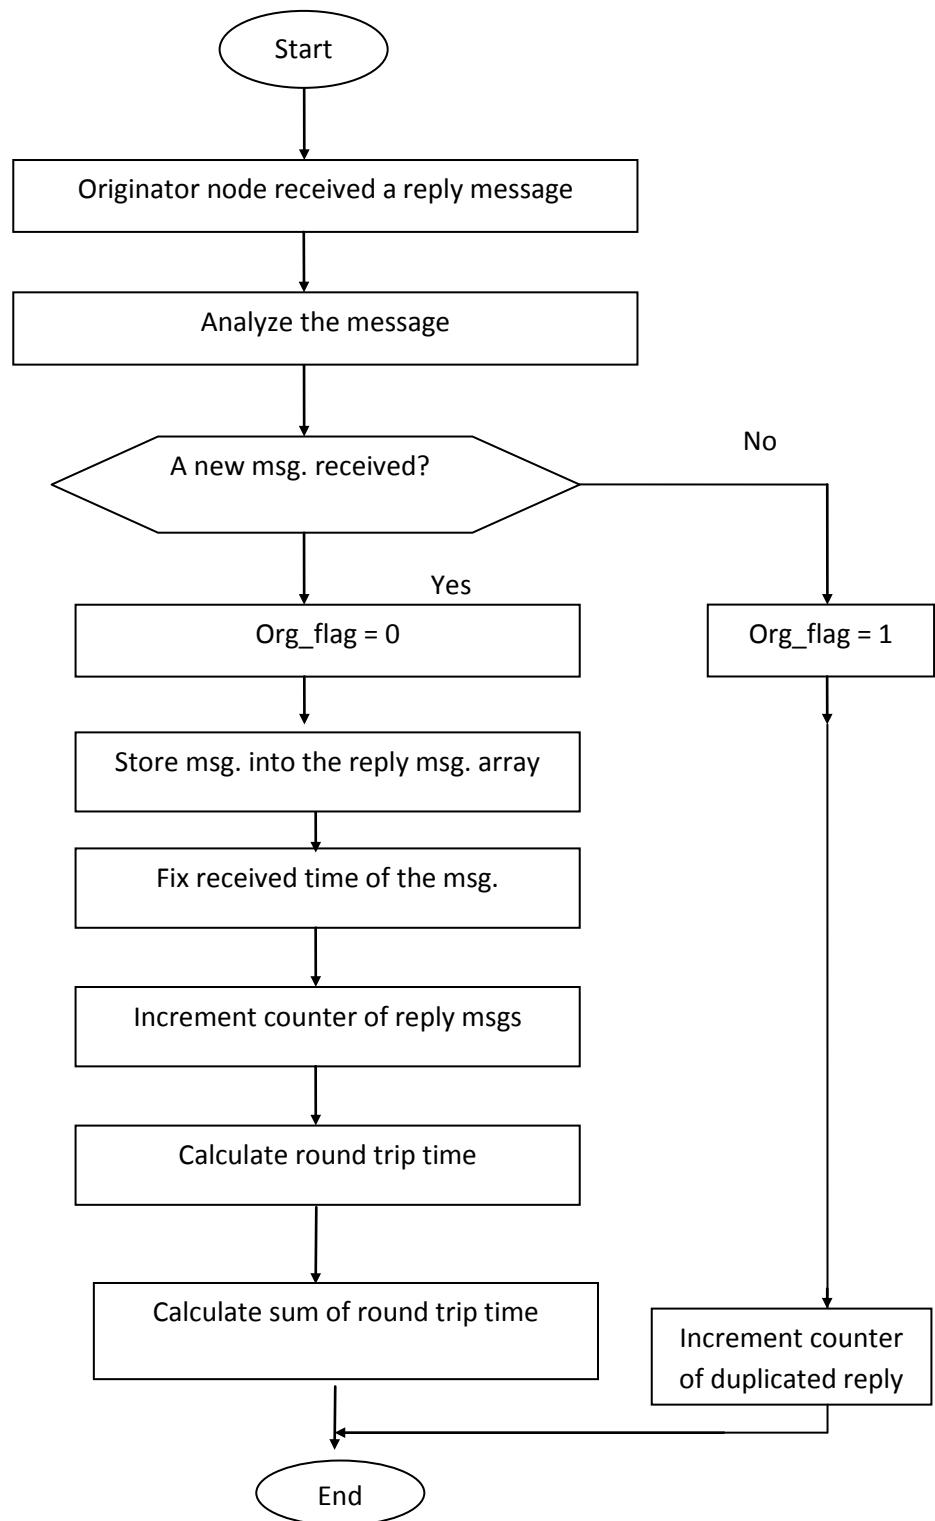 Start
Originator node received a reply message
Analyze the message
A new msg. received?
No
Yes
Org_flag = 0
Org_flag = 1
Store msg. into the reply msg. array
Fix received time of the msg.
Increment counter of reply msgs
Calculate round trip time
Calculate sum of round trip time
Increment counter
of duplicated reply
End